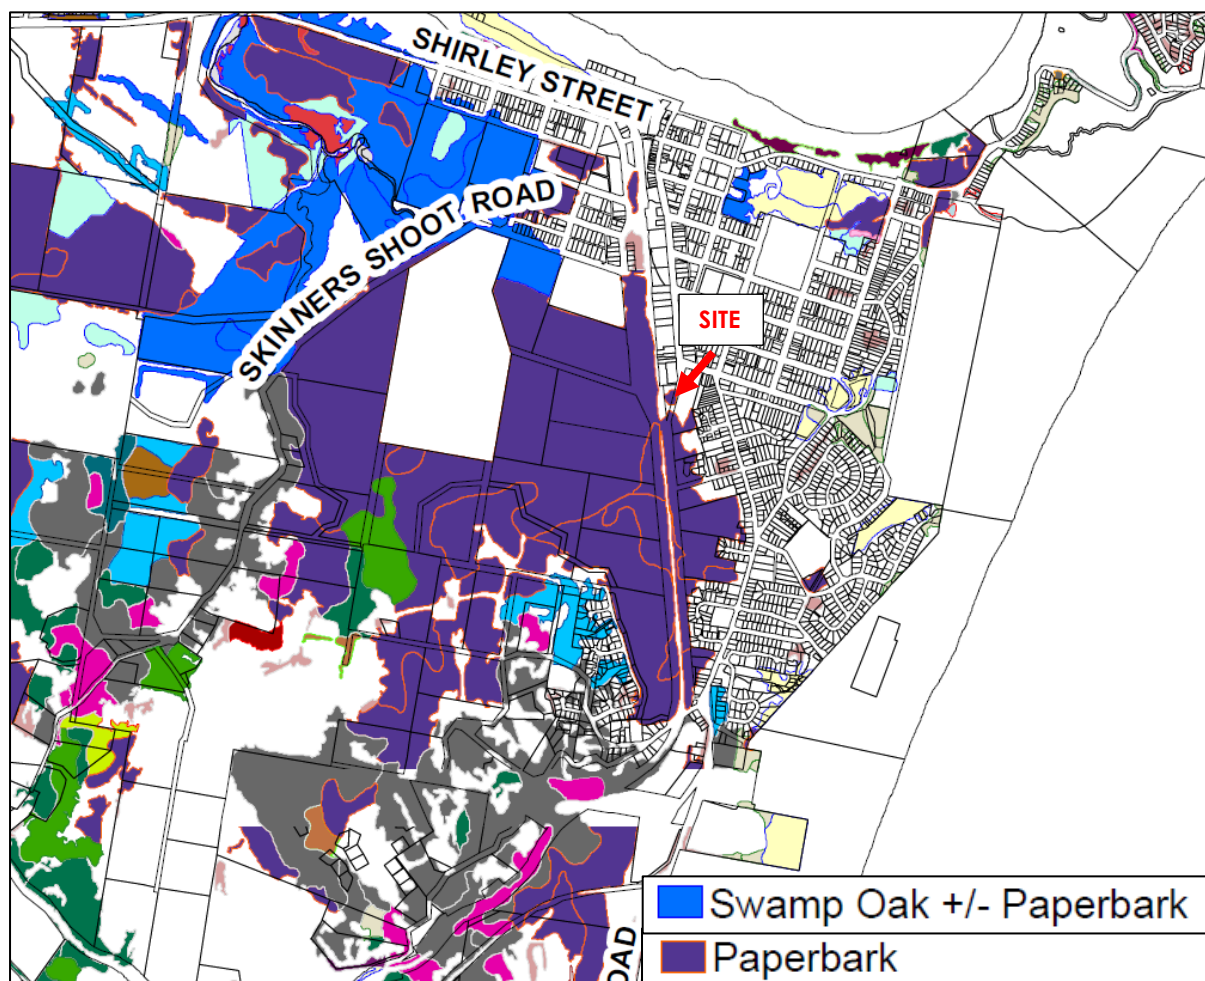 SHIRLEY STREET
SKINNERS SHOOT ROAD
SITE
OAD
Swamp Oak +/- Paperbark
Paperbark